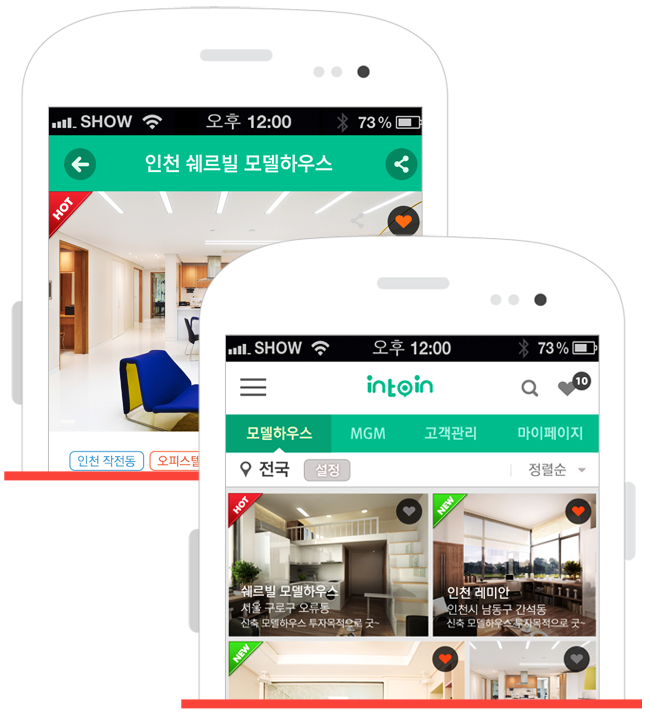 SHOW 오후 12:00 73%
인천 쉐르빌 모델하우스
HOT
인천 작전동 오피스텔
SHOW 오후 12:00 73%
intoin 10
모델하우스 MGM 고객관리 마이페이지
전국 설정 정렬순
HOT
쉐르빌 모델하우스
서울 구로구 오류동
신축 모델하우스 투자목적으로 굿~
NEW
인천 레미안
인천시 남동구 간석동
신축 모델하우스 투자목적으로 굿~
NEW